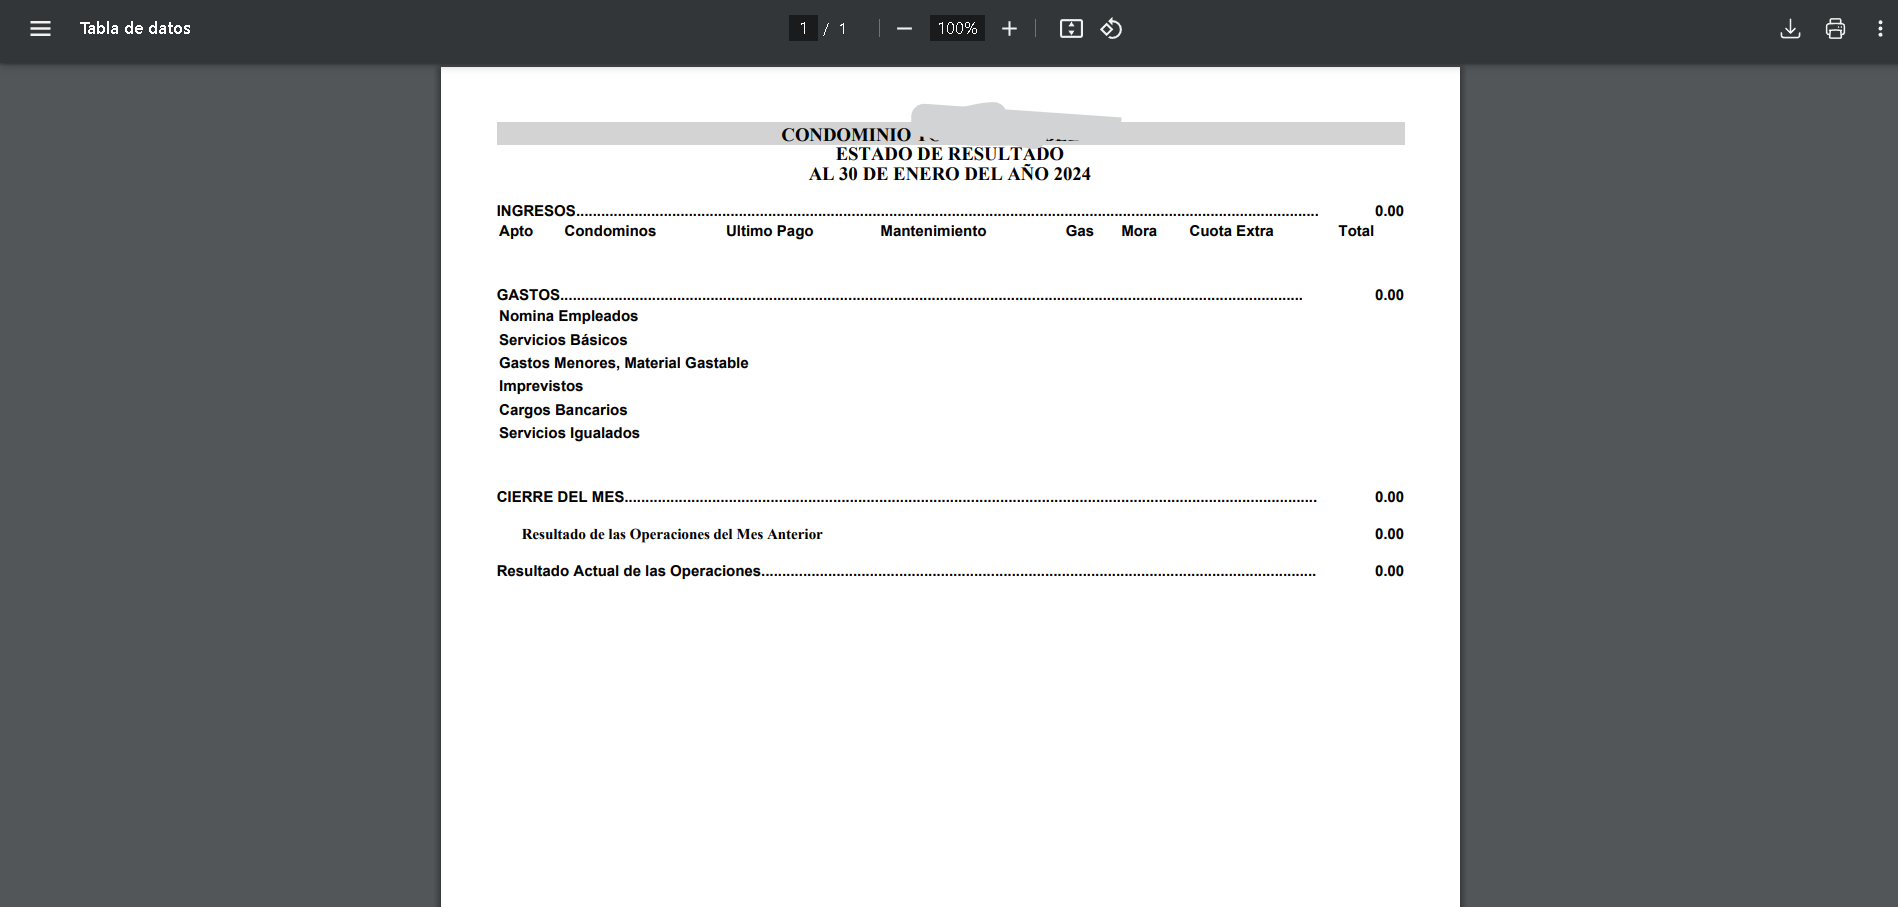 Tabla de datos
1 / 1
100%
CONDOMINIO
ESTADO DE RESULTADO
AL 30 DE ENERO DEL AÑO 2024
INGRESOS.................................................................................................................................................................................... 0.00
Apto Condominos Ultimo Pago Mantenimiento Gas Mora Cuota Extra Total
GASTOS.................................................................................................................................................................................... 0.00
Nomina Empleados
Servicios Básicos
Gastos Menores, Material Gastable
Imprevistos
Cargos Bancarios
Servicios Igualados
CIERRE DEL MES........................................................................................................................................................................ 0.00
Resultado de las Operaciones del Mes Anterior 0.00
Resultado Actual de las Operaciones....................................................................................................................................... 0.00